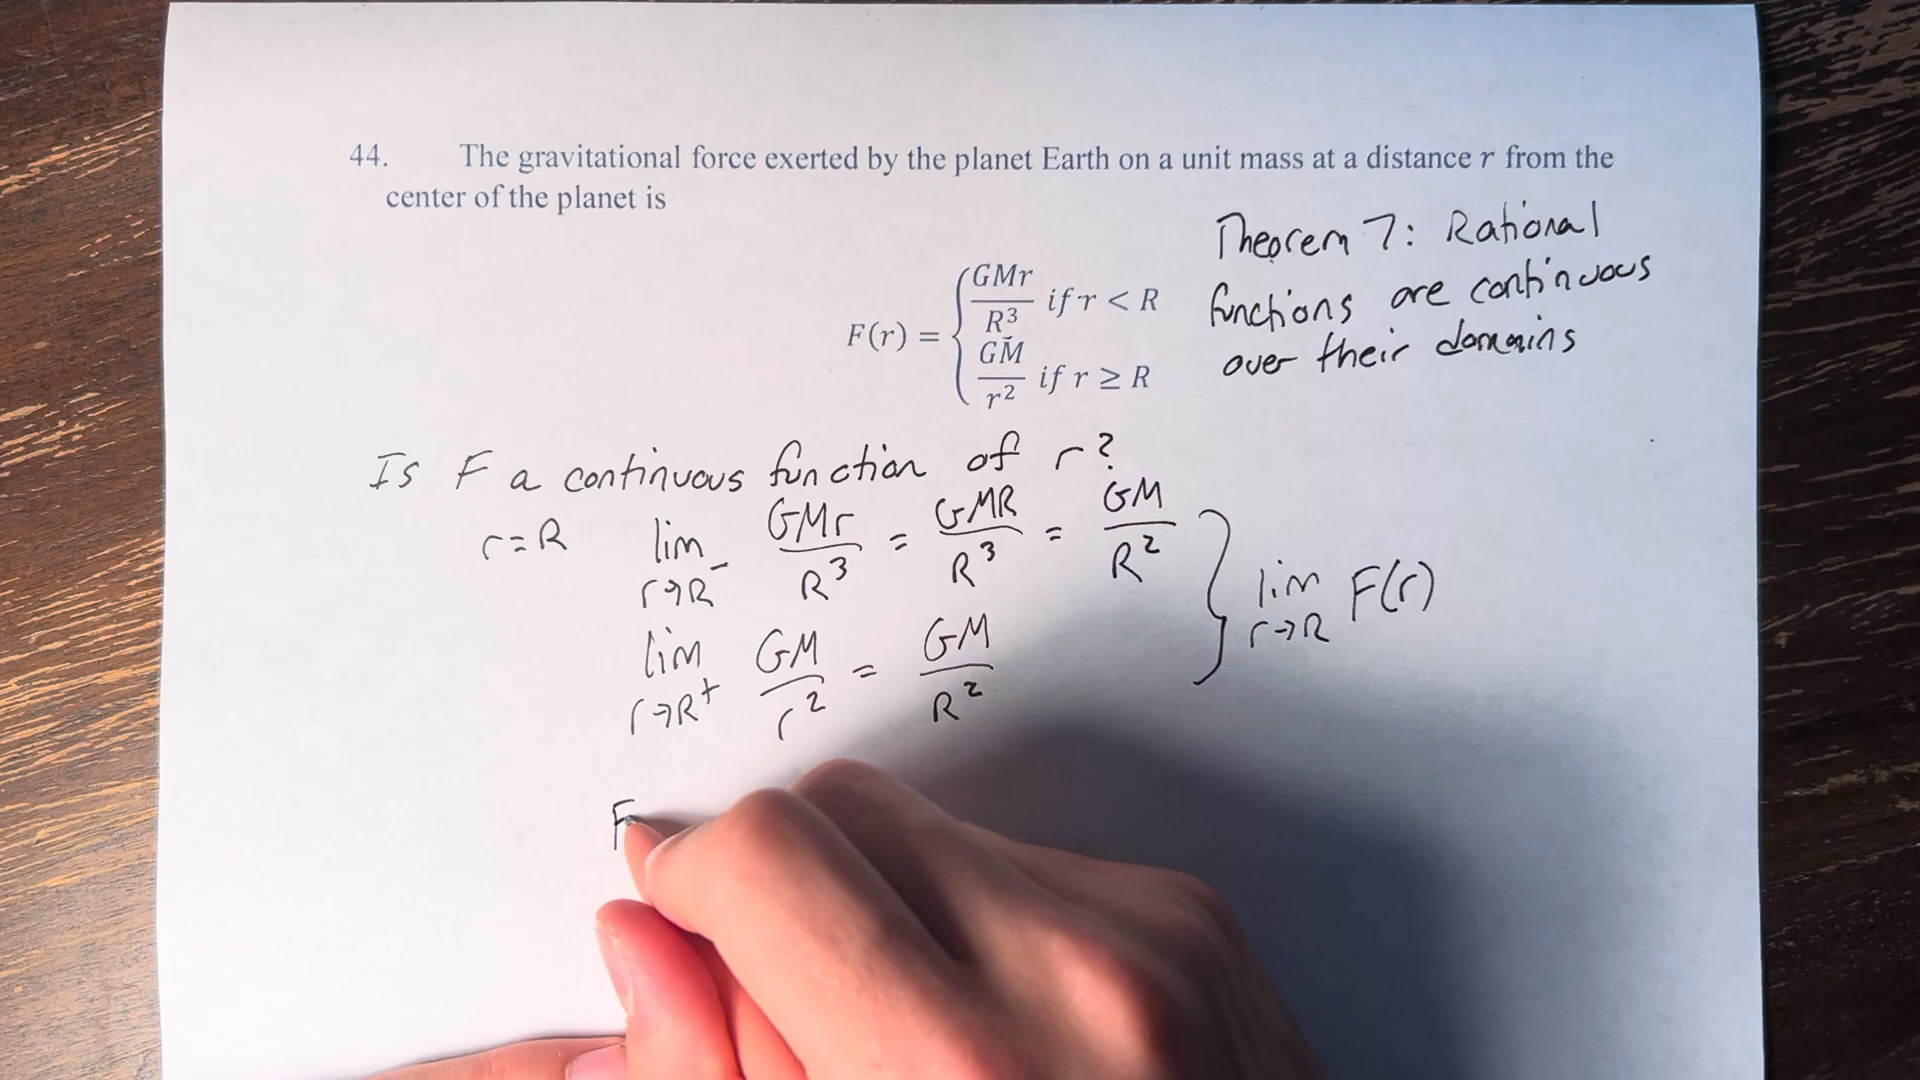 44. The gravitational force exerted by the planet Earth on a unit mass at a distance r from the
center of the planet is
F(r) = { GMr/R³ if r < R
GM/r² if r ≥ R
Theorem 7: Rational
functions are continuous
over their domains
Is F a continuous function of r?
r=R lim r→R⁻ GMr/R³ = GMR/R³ = GM/R²
lim r→R⁺ GM/r² = GM/R²
} lim r→R F(r)
F